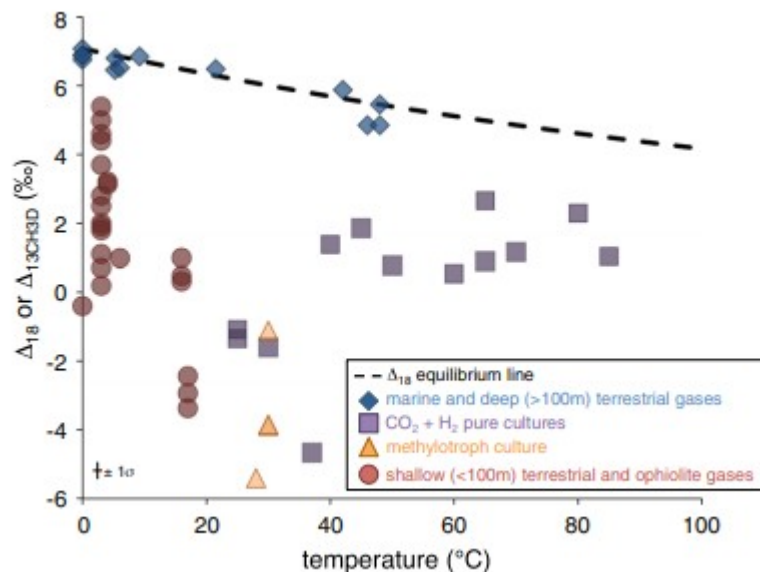 8
6
4
2
0
-2
-4
-6
Δ18 or Δ13CH3D (‰)
0 20 40 60 80 100
temperature (°C)
Δ18 equilibrium line
marine and deep (>100m) terrestrial gases
CO2 + H2 pure cultures
methylotroph culture
shallow (<100m) terrestrial and ophiolite gases
± 1σ